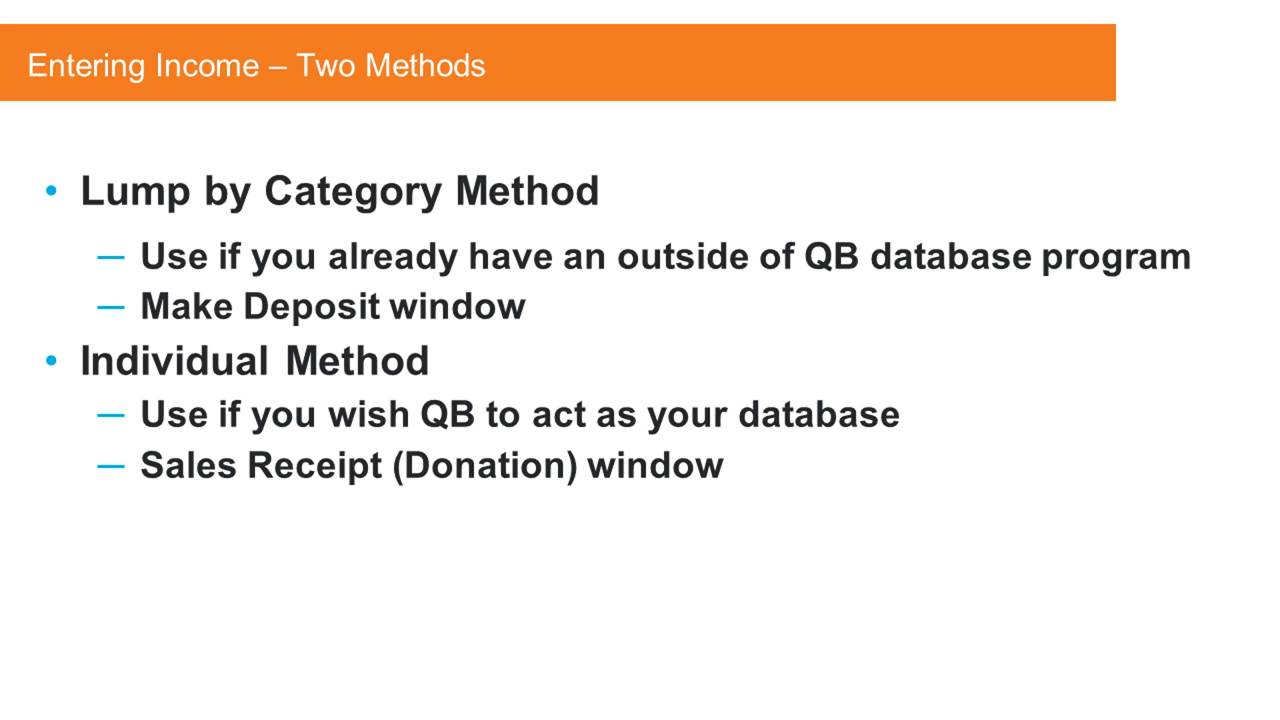 Entering Income – Two Methods
• Lump by Category Method
— Use if you already have an outside of QB database program
— Make Deposit window
• Individual Method
— Use if you wish QB to act as your database
— Sales Receipt (Donation) window